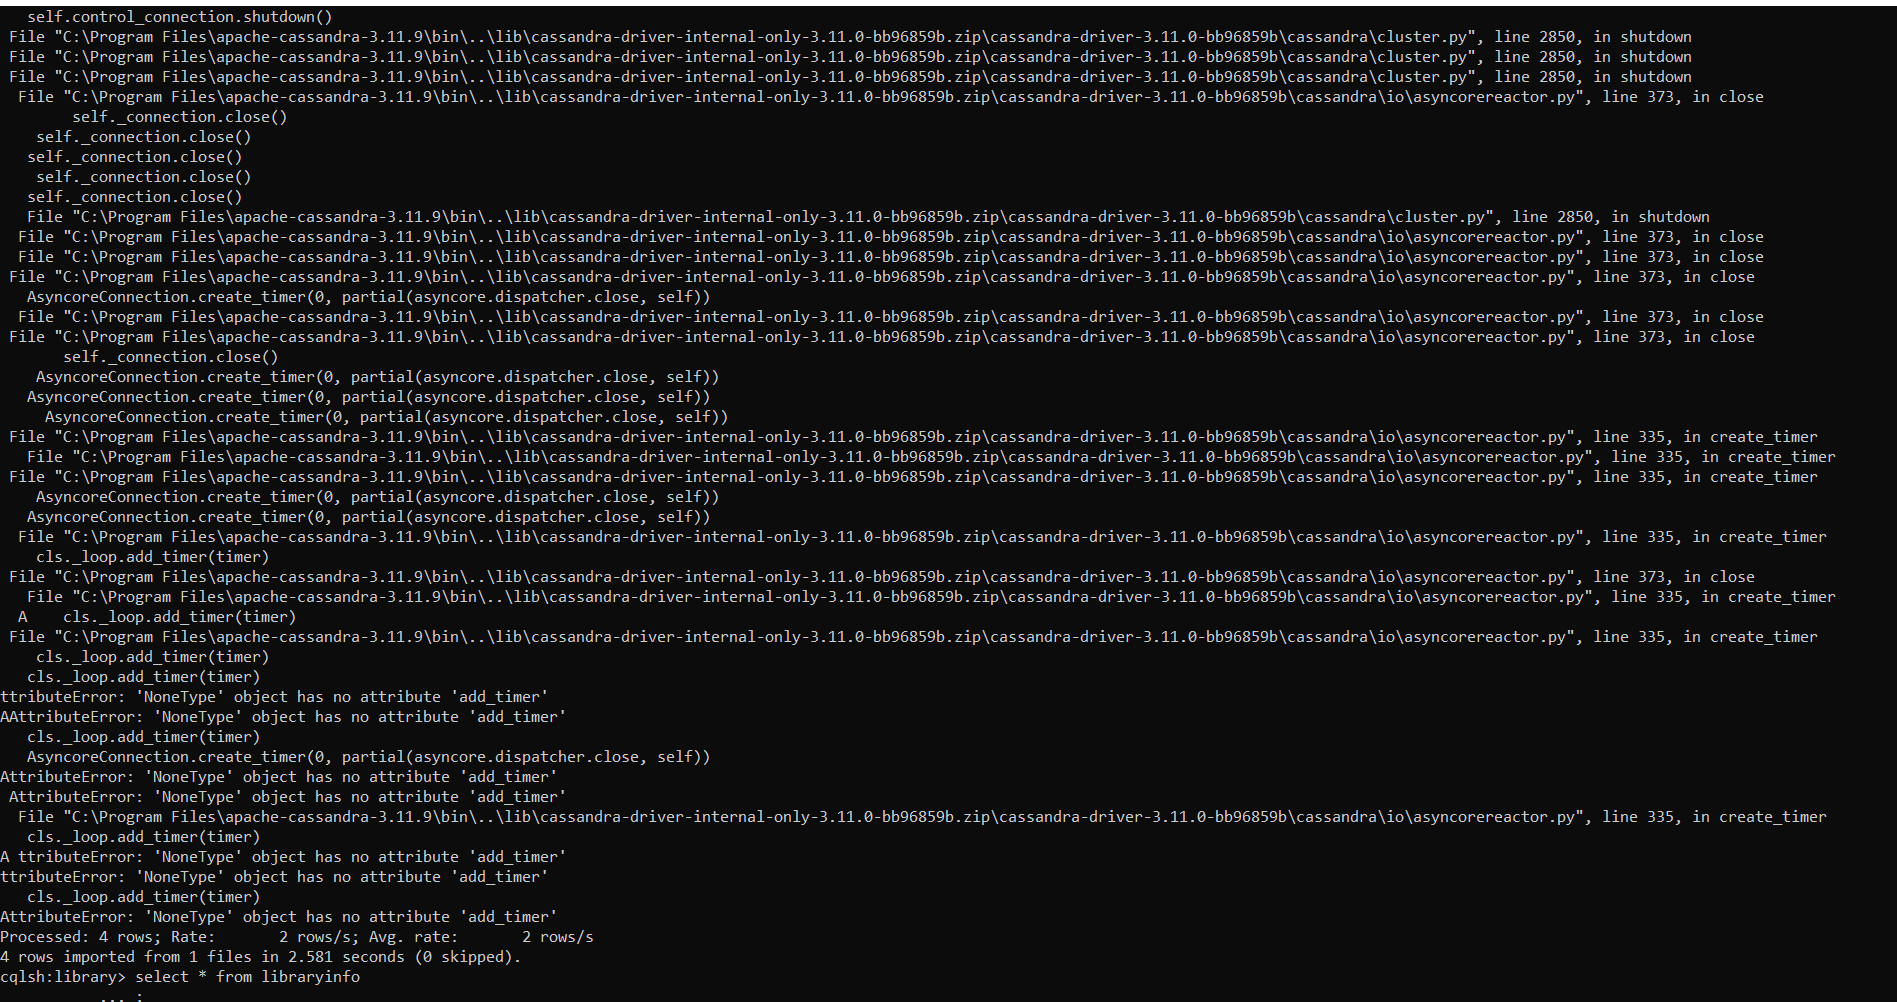 self.control_connection.shutdown()
File "C:\Program Files\apache-cassandra-3.11.9\bin\..\lib\cassandra-driver-internal-only-3.11.0-bb96859b.zip\cassandra-driver-3.11.0-bb96859b\cassandra\cluster.py", line 2850, in shutdown
File "C:\Program Files\apache-cassandra-3.11.9\bin\..\lib\cassandra-driver-internal-only-3.11.0-bb96859b.zip\cassandra-driver-3.11.0-bb96859b\cassandra\cluster.py", line 2850, in shutdown
File "C:\Program Files\apache-cassandra-3.11.9\bin\..\lib\cassandra-driver-internal-only-3.11.0-bb96859b.zip\cassandra-driver-3.11.0-bb96859b\cassandra\cluster.py", line 2850, in shutdown
File "C:\Program Files\apache-cassandra-3.11.9\bin\..\lib\cassandra-driver-internal-only-3.11.0-bb96859b.zip\cassandra-driver-3.11.0-bb96859b\cassandra\io\asyncorereactor.py", line 373, in close
self._connection.close()
self._connection.close()
self._connection.close()
self._connection.close()
self._connection.close()
File "C:\Program Files\apache-cassandra-3.11.9\bin\..\lib\cassandra-driver-internal-only-3.11.0-bb96859b.zip\cassandra-driver-3.11.0-bb96859b\cassandra\cluster.py", line 2850, in shutdown
File "C:\Program Files\apache-cassandra-3.11.9\bin\..\lib\cassandra-driver-internal-only-3.11.0-bb96859b.zip\cassandra-driver-3.11.0-bb96859b\cassandra\io\asyncorereactor.py", line 373, in close
File "C:\Program Files\apache-cassandra-3.11.9\bin\..\lib\cassandra-driver-internal-only-3.11.0-bb96859b.zip\cassandra-driver-3.11.0-bb96859b\cassandra\io\asyncorereactor.py", line 373, in close
File "C:\Program Files\apache-cassandra-3.11.9\bin\..\lib\cassandra-driver-internal-only-3.11.0-bb96859b.zip\cassandra-driver-3.11.0-bb96859b\cassandra\io\asyncorereactor.py", line 373, in close
AsyncoreConnection.create_timer(0, partial(asyncore.dispatcher.close, self))
File "C:\Program Files\apache-cassandra-3.11.9\bin\..\lib\cassandra-driver-internal-only-3.11.0-bb96859b.zip\cassandra-driver-3.11.0-bb96859b\cassandra\io\asyncorereactor.py", line 373, in close
File "C:\Program Files\apache-cassandra-3.11.9\bin\..\lib\cassandra-driver-internal-only-3.11.0-bb96859b.zip\cassandra-driver-3.11.0-bb96859b\cassandra\io\asyncorereactor.py", line 373, in close
self._connection.close()
AsyncoreConnection.create_timer(0, partial(asyncore.dispatcher.close, self))
AsyncoreConnection.create_timer(0, partial(asyncore.dispatcher.close, self))
AsyncoreConnection.create_timer(0, partial(asyncore.dispatcher.close, self))
File "C:\Program Files\apache-cassandra-3.11.9\bin\..\lib\cassandra-driver-internal-only-3.11.0-bb96859b.zip\cassandra-driver-3.11.0-bb96859b\cassandra\io\asyncorereactor.py", line 335, in create_timer
File "C:\Program Files\apache-cassandra-3.11.9\bin\..\lib\cassandra-driver-internal-only-3.11.0-bb96859b.zip\cassandra-driver-3.11.0-bb96859b\cassandra\io\asyncorereactor.py", line 335, in create_timer
File "C:\Program Files\apache-cassandra-3.11.9\bin\..\lib\cassandra-driver-internal-only-3.11.0-bb96859b.zip\cassandra-driver-3.11.0-bb96859b\cassandra\io\asyncorereactor.py", line 335, in create_timer
AsyncoreConnection.create_timer(0, partial(asyncore.dispatcher.close, self))
AsyncoreConnection.create_timer(0, partial(asyncore.dispatcher.close, self))
File "C:\Program Files\apache-cassandra-3.11.9\bin\..\lib\cassandra-driver-internal-only-3.11.0-bb96859b.zip\cassandra-driver-3.11.0-bb96859b\cassandra\io\asyncorereactor.py", line 335, in create_timer
cls._loop.add_timer(timer)
File "C:\Program Files\apache-cassandra-3.11.9\bin\..\lib\cassandra-driver-internal-only-3.11.0-bb96859b.zip\cassandra-driver-3.11.0-bb96859b\cassandra\io\asyncorereactor.py", line 373, in close
File "C:\Program Files\apache-cassandra-3.11.9\bin\..\lib\cassandra-driver-internal-only-3.11.0-bb96859b.zip\cassandra-driver-3.11.0-bb96859b\cassandra\io\asyncorereactor.py", line 335, in create_timer
A    cls._loop.add_timer(timer)
File "C:\Program Files\apache-cassandra-3.11.9\bin\..\lib\cassandra-driver-internal-only-3.11.0-bb96859b.zip\cassandra-driver-3.11.0-bb96859b\cassandra\io\asyncorereactor.py", line 335, in create_timer
cls._loop.add_timer(timer)
cls._loop.add_timer(timer)
ttributeError: 'NoneType' object has no attribute 'add_timer'
AAttributeError: 'NoneType' object has no attribute 'add_timer'
cls._loop.add_timer(timer)
AsyncoreConnection.create_timer(0, partial(asyncore.dispatcher.close, self))
AttributeError: 'NoneType' object has no attribute 'add_timer'
AttributeError: 'NoneType' object has no attribute 'add_timer'
File "C:\Program Files\apache-cassandra-3.11.9\bin\..\lib\cassandra-driver-internal-only-3.11.0-bb96859b.zip\cassandra-driver-3.11.0-bb96859b\cassandra\io\asyncorereactor.py", line 335, in create_timer
cls._loop.add_timer(timer)
A ttributeError: 'NoneType' object has no attribute 'add_timer'
ttributeError: 'NoneType' object has no attribute 'add_timer'
cls._loop.add_timer(timer)
AttributeError: 'NoneType' object has no attribute 'add_timer'
Processed: 4 rows; Rate:       2 rows/s; Avg. rate:       2 rows/s
4 rows imported from 1 files in 2.581 seconds (0 skipped).
cqlsh:library> select * from libraryinfo
... ;